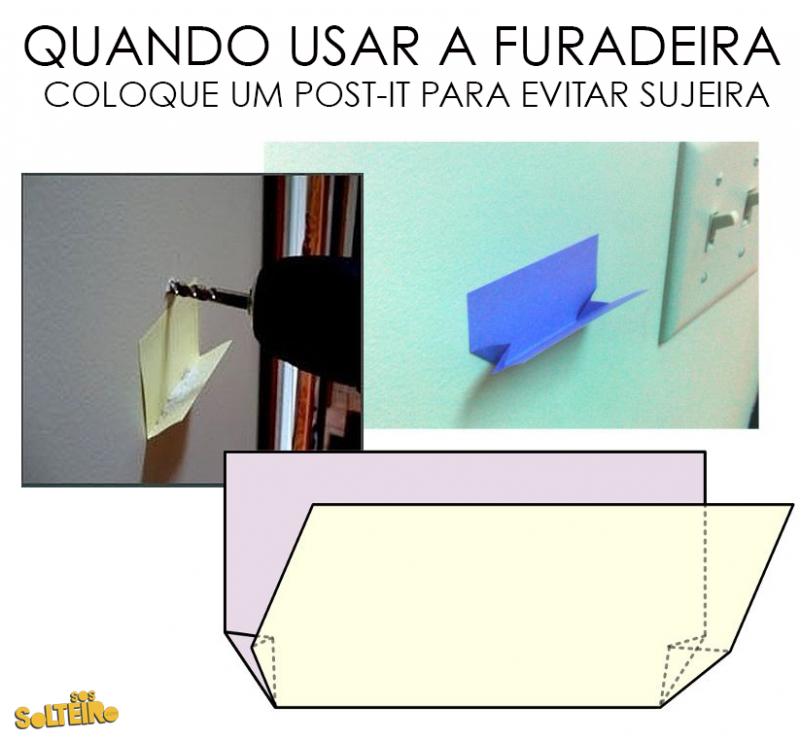 QUANDO USAR A FURADEIRA
COLOQUE UM POST-IT PARA EVITAR SUJEIRA
SOS
SOLTEIRO